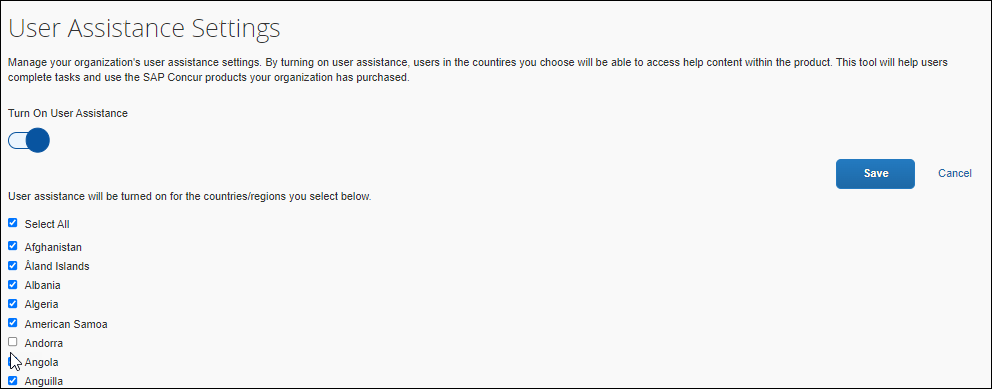 User Assistance Settings
Manage your organization's user assistance settings. By turning on user assistance, users in the countires you choose will be able to access help content within the product. This tool will help users
complete tasks and use the SAP Concur products your organization has purchased.
Turn On User Assistance
Save
Cancel
User assistance will be turned on for the countries/regions you select below.
Select All
Afghanistan
Åland Islands
Albania
Algeria
American Samoa
Andorra
Angola
Anguilla